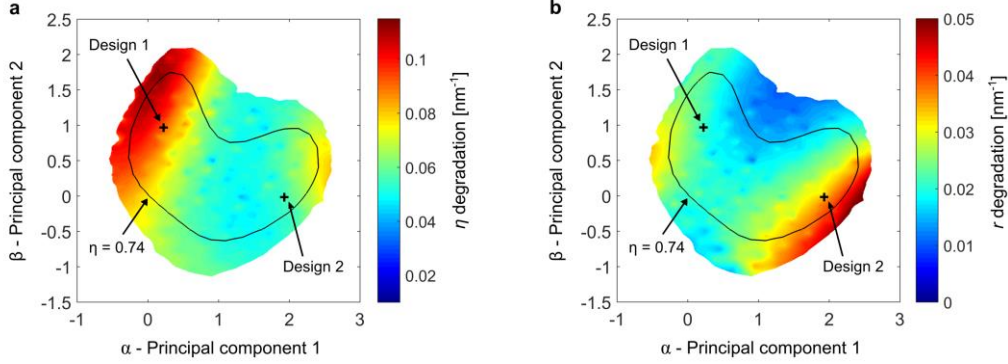 a
2.5
2
1.5
1
0.5
0
-0.5
-1
-1.5
-1
0
1
2
3
β - Principal component 2
α - Principal component 1
Design 1
η = 0.74
Design 2
0.1
0.08
0.06
0.04
0.02
η degradation [nm⁻¹]
b
2.5
2
1.5
1
0.5
0
-0.5
-1
-1.5
-1
0
1
2
3
β - Principal component 2
α - Principal component 1
Design 1
η = 0.74
Design 2
0.05
0.04
0.03
0.02
0.01
0
r degradation [nm⁻¹]